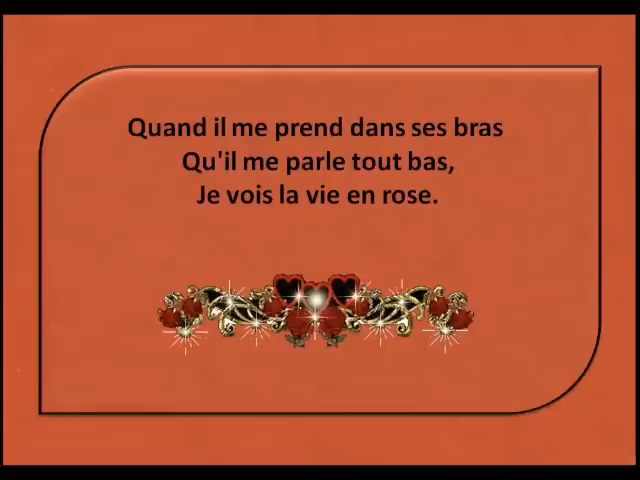 Quand il me prend dans ses bras
Qu'il me parle tout bas,
Je vois la vie en rose.